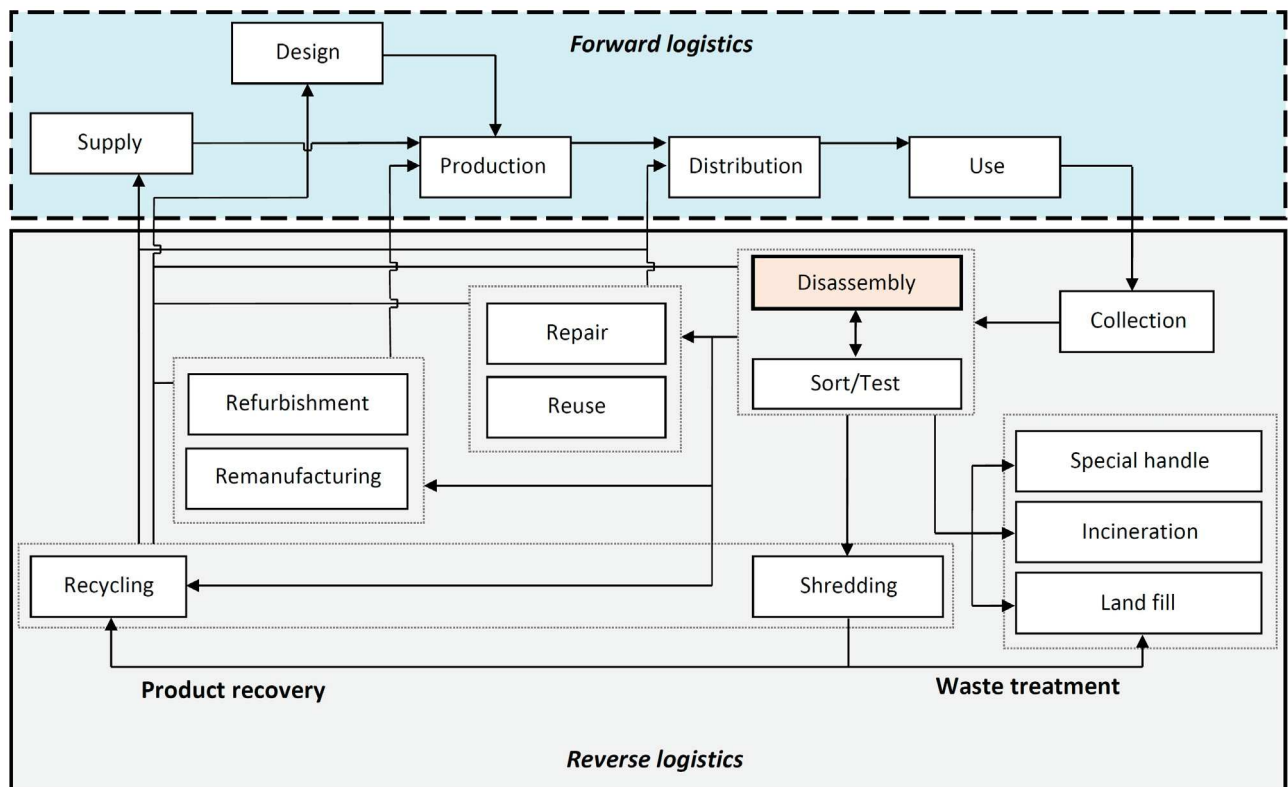 Forward logistics
Design
Supply
Production
Distribution
Use
Disassembly
Collection
Repair
Sort/Test
Refurbishment
Reuse
Special handle
Remanufacturing
Incineration
Recycling
Shredding
Land fill
Product recovery
Waste treatment
Reverse logistics